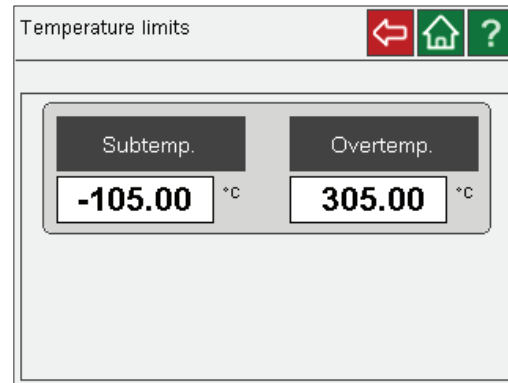 Temperature limits ?
Subtemp. Overtemp.
-105.00 °C 305.00 °C